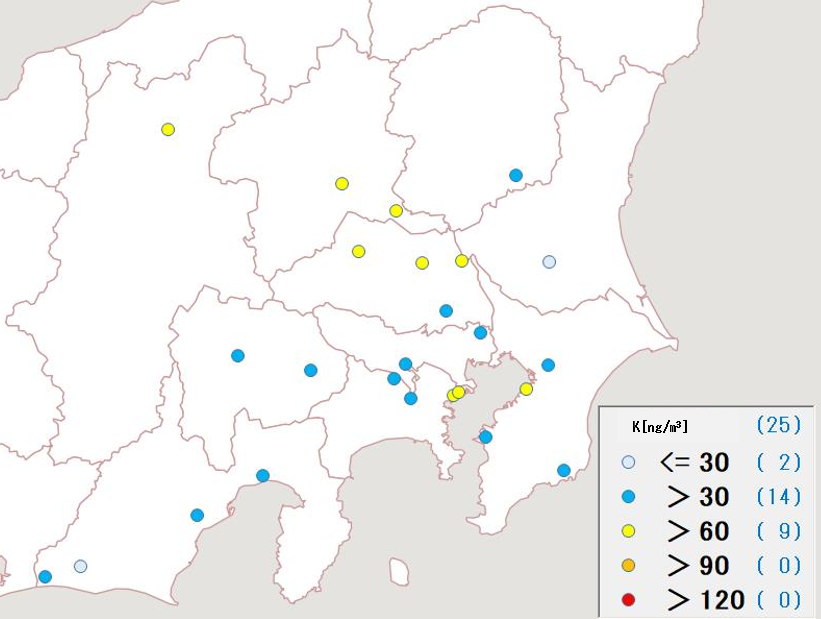 K[ng/m³] (25)
<= 30 ( 2)
> 30 (14)
> 60 ( 9)
> 90 ( 0)
> 120 ( 0)